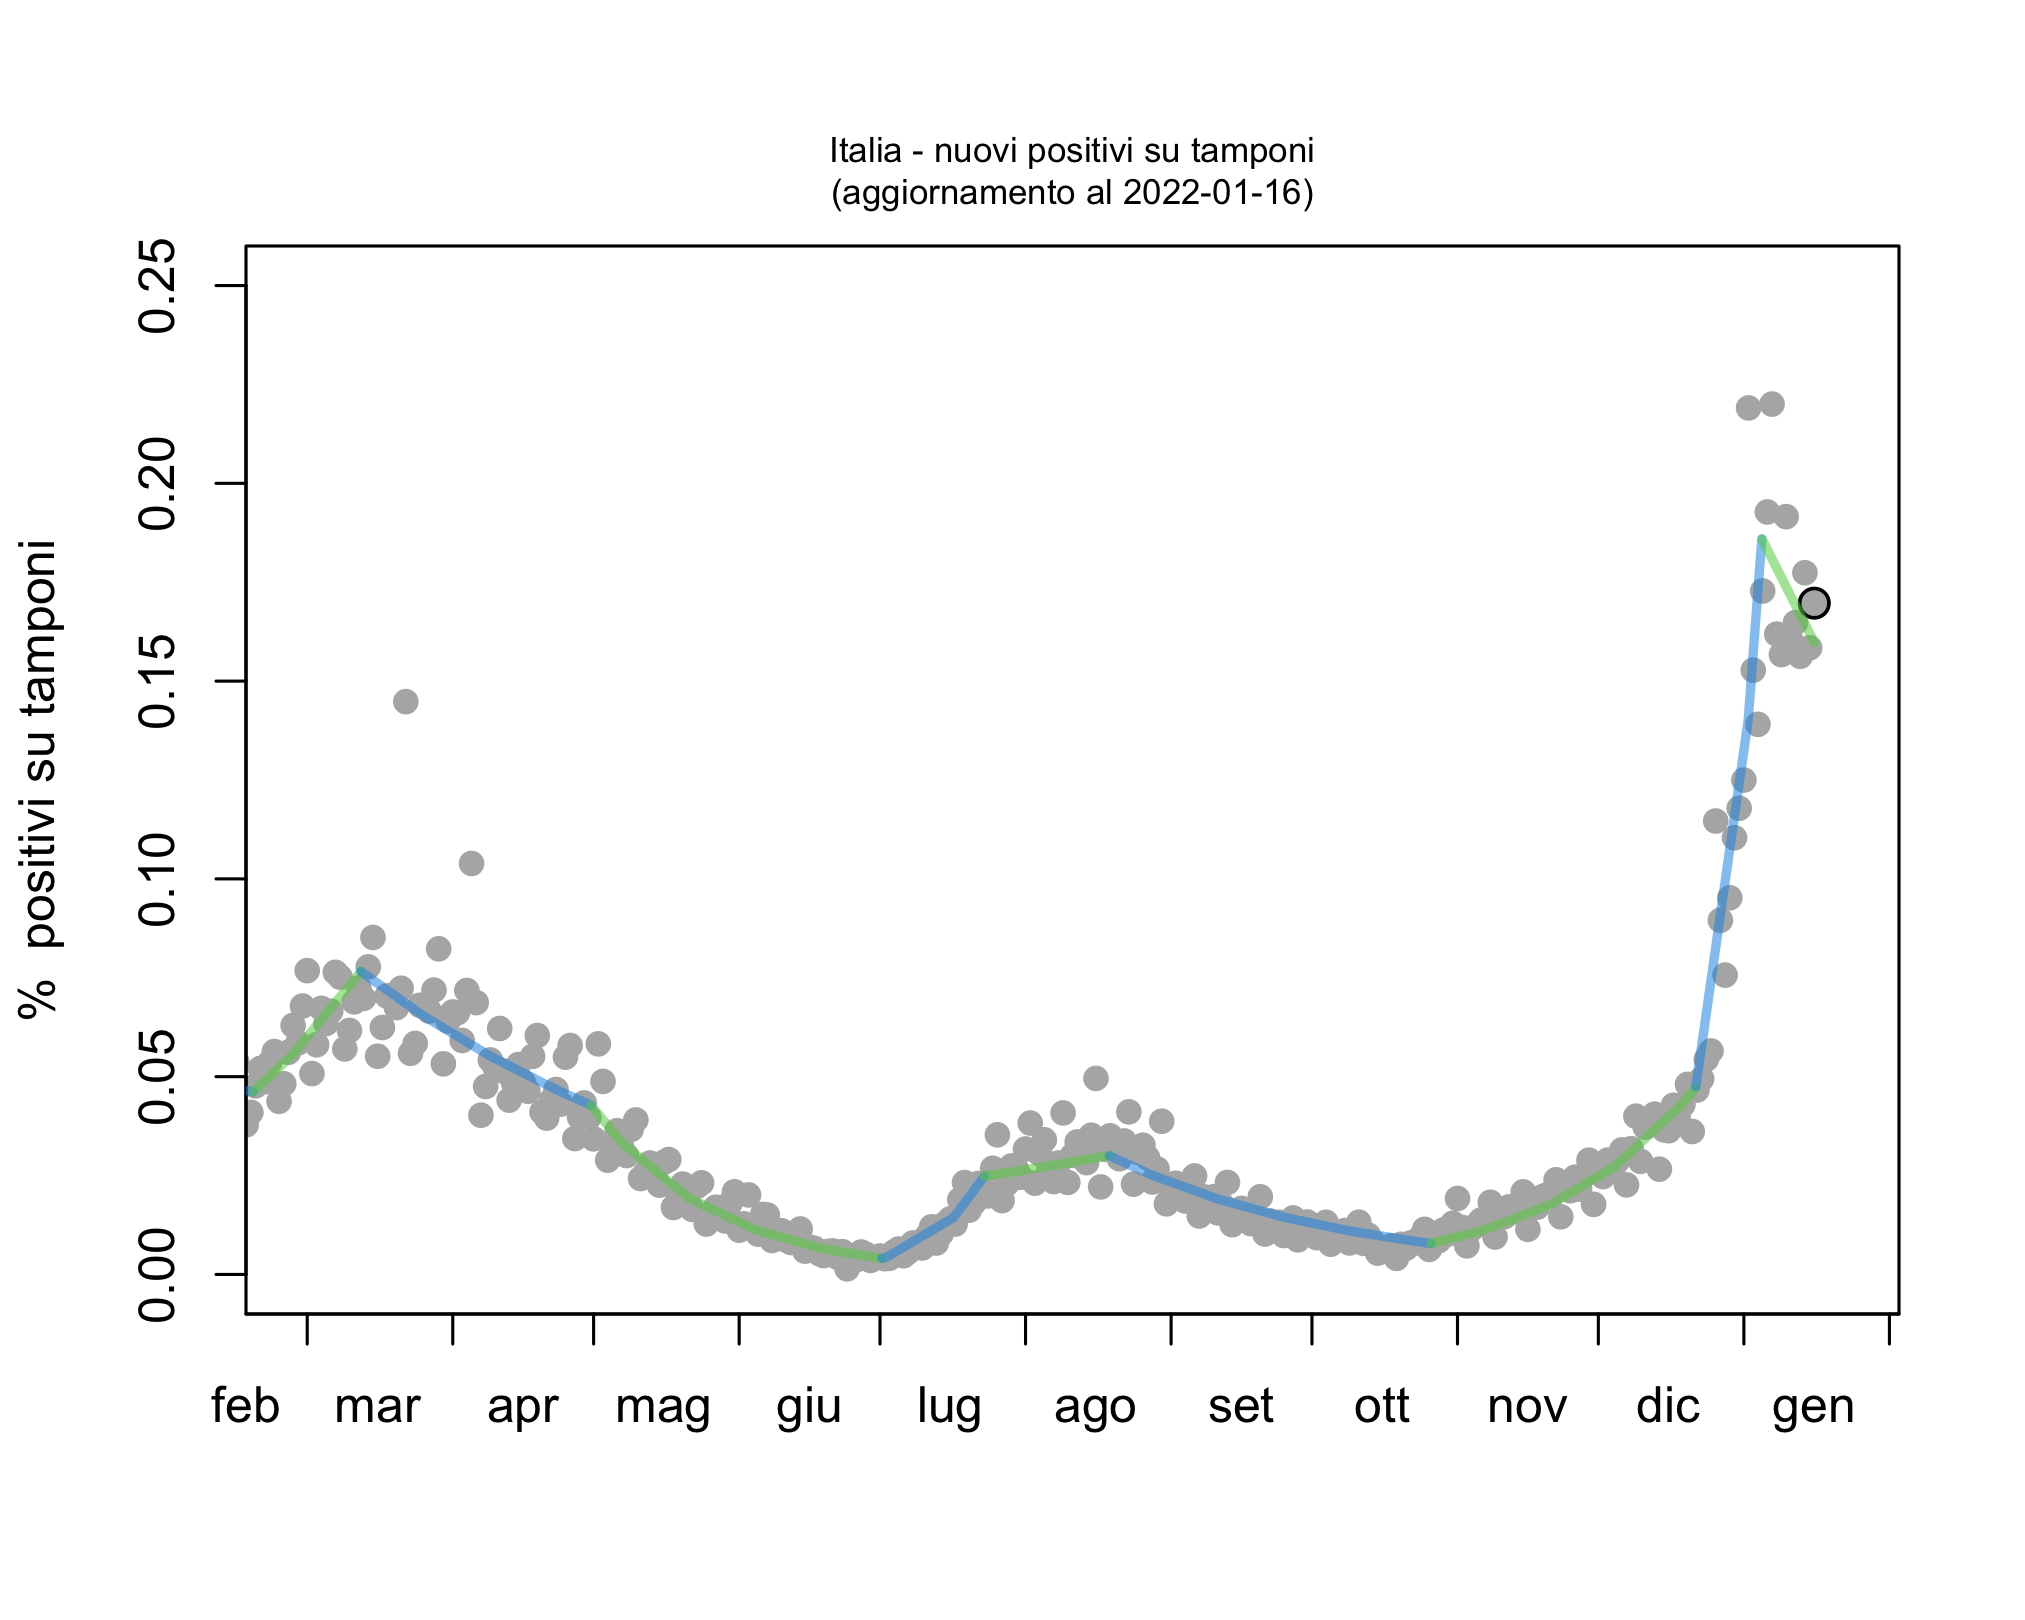 Italia - nuovi positivi su tamponi
(aggiornamento al 2022-01-16)
% positivi su tamponi
0.25
0.20
0.15
0.10
0.05
0.00
feb mar apr mag giu lug ago set ott nov dic gen